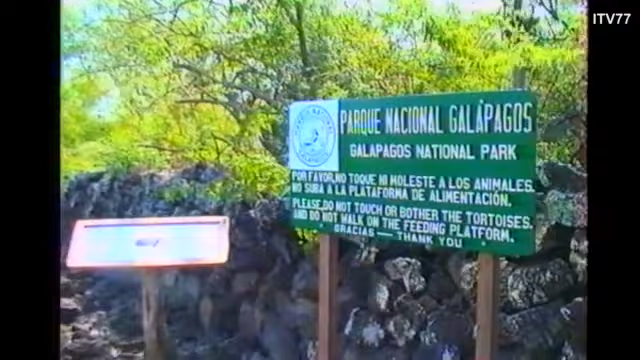 ITV77
PARQUE NACIONAL GALÁPAGOS
GALAPAGOS NATIONAL PARK
POR FAVOR,NO TOQUE NI MOLESTE A LOS ANIMALES.
NO SUBA A LA PLATAFORMA DE ALIMENTACIÓN.
PLEASE,DO NOT TOUCH OR BOTHER THE TORTOISES.
AND DO NOT WALK ON THE FEEDING PLATFORM.
GRACIAS — THANK YOU